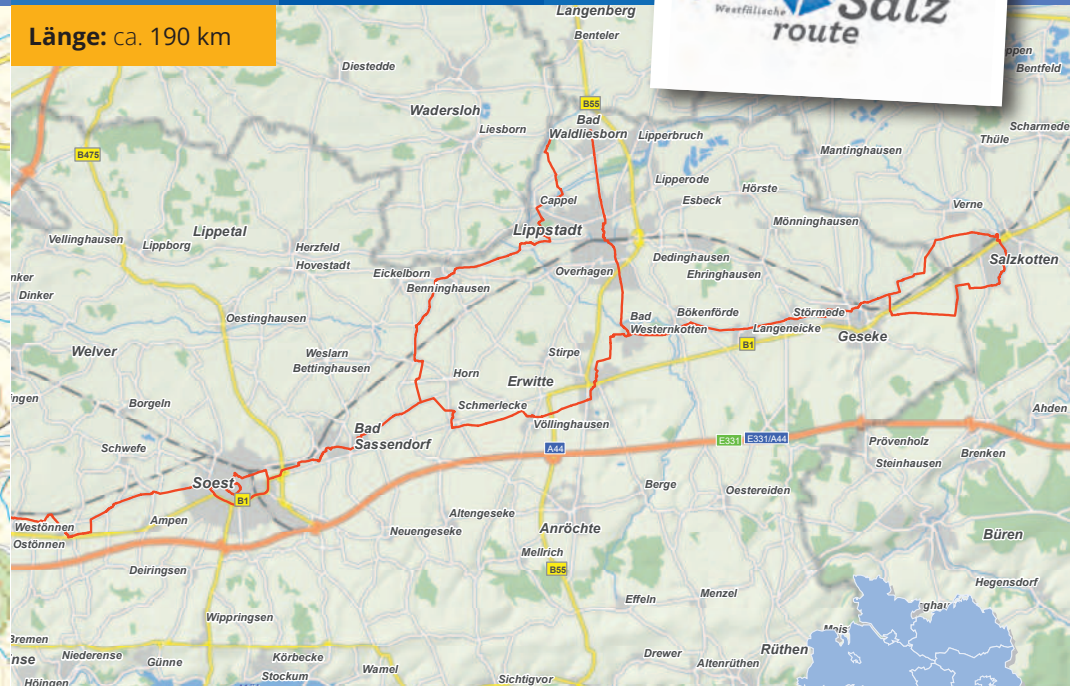 Länge: ca. 190 km
Westfälische Salz
route
Langenberg
Benteler
Diestedde
Bentfeld
Wadersloh
B55
Bad
Waldliesborn
Liesborn
Lipperbruch
Scharmede
Thüle
Mantinghausen
B475
Lipperode
Hörste
Esbeck
Cappel
Verne
Mönninghausen
Lippstadt
Lippetal
Vellinghausen
Lippborg
Herzfeld
Hovestadt
Dedinghausen
Salzkotten
Eickelborn
Overhagen
Ehringhausen
Benninghausen
Dinker
Oestinghausen
Bad
Westernkotten
Bökenförde
Störmede
Langeneicke
Geseke
B1
Welver
Weslarn
Bettinghausen
Stirpe
Horn
Erwitte
Borgeln
Schmerlecke
Ahden
Bad
Sassendorf
Völlinghausen
Schwefe
A44
E331
E331/A44
Prövenholz
Brenken
Steinhausen
Soest
B1
Berge
Oestereiden
Ampen
Westönnen
Ostönnen
Altengeseke
Neuengeseke
Anröchte
Büren
Mellrich
Deiringsen
B55
Hegensdorf
Effeln
Menzel
Wippringsen
Bremen
Niederense
Günne
Körbecke
Stockum
Wamel
Sichtigvor
Drewer
Altenrüthen
Rüthen
Höingen